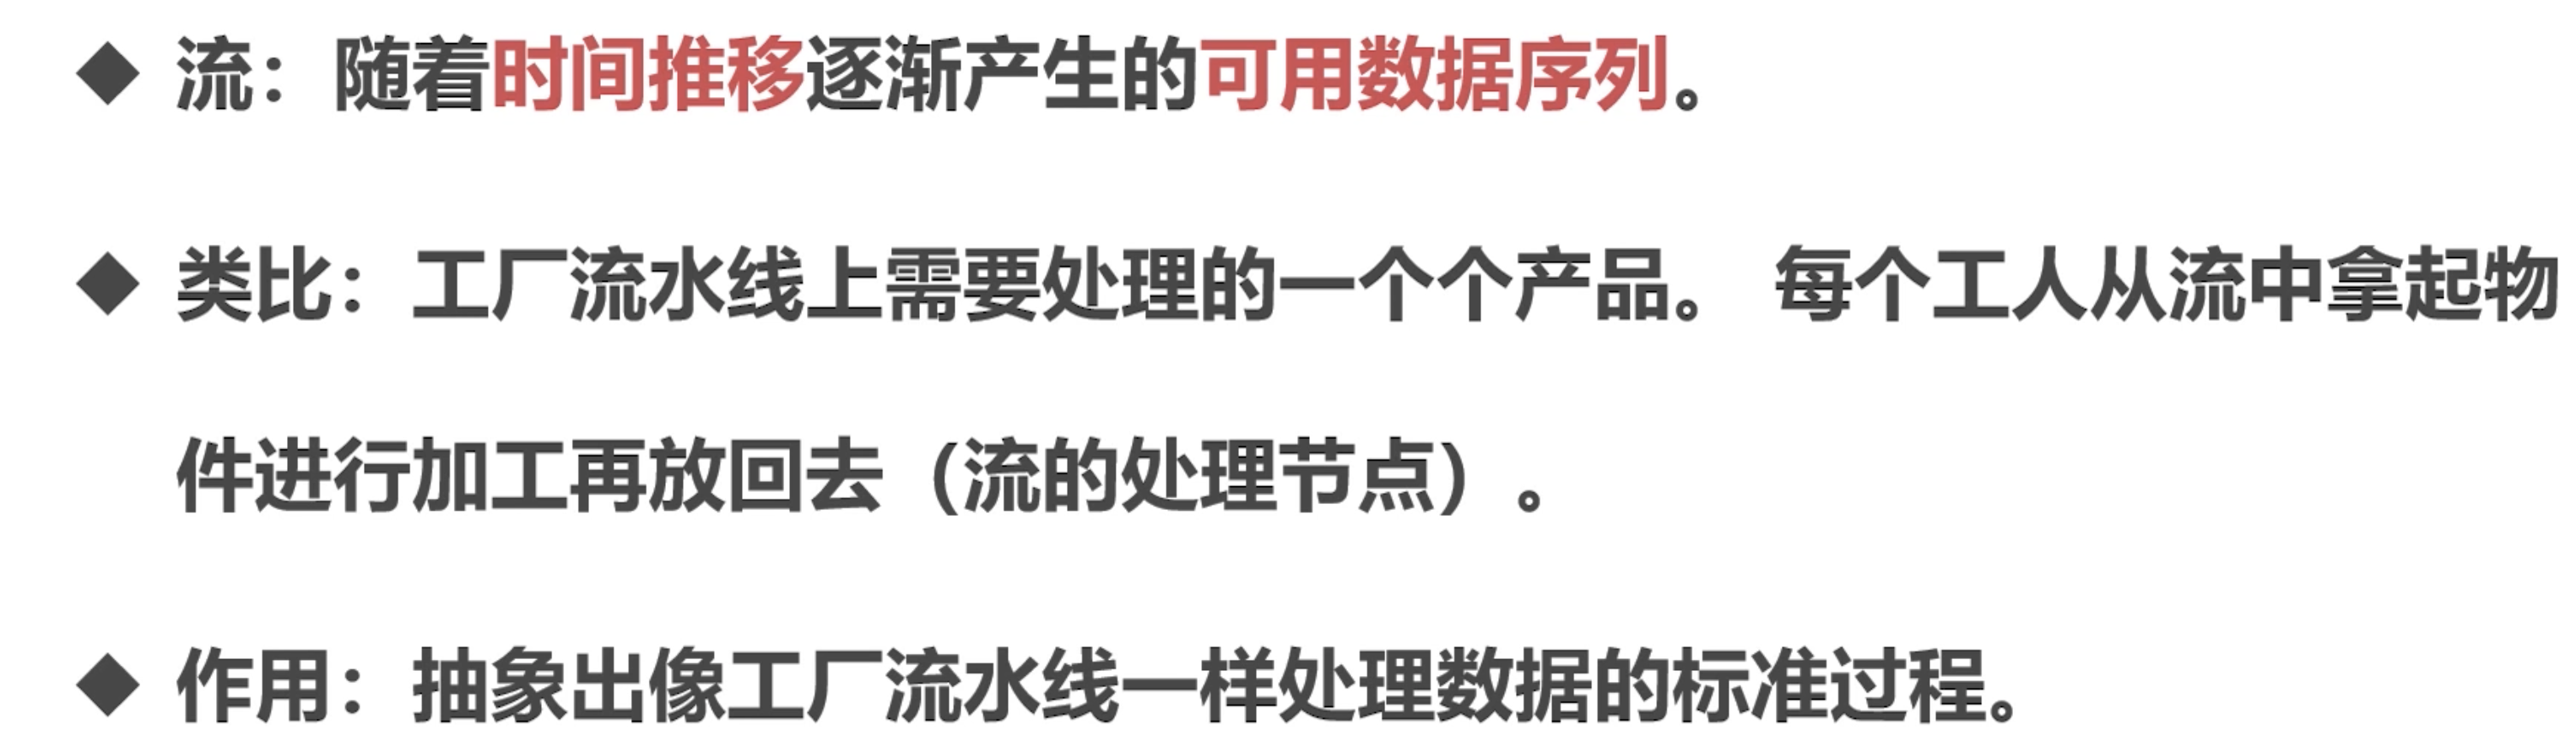 ◆ 流：随着时间推移逐渐产生的可用数据序列。
◆ 类比：工厂流水线上需要处理的一个个产品。 每个工人从流中拿起物
件进行加工再放回去（流的处理节点）。
◆ 作用：抽象出像工厂流水线一样处理数据的标准过程。